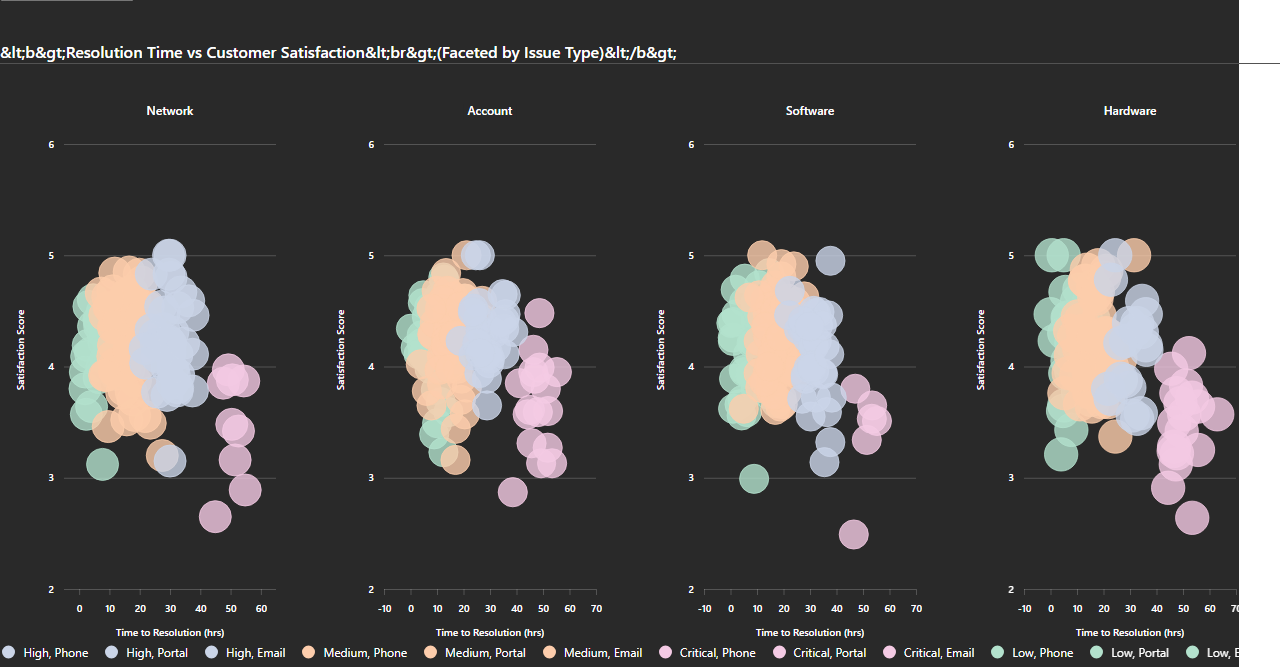 &lt;b&gt;Resolution Time vs Customer Satisfaction&lt;br&gt;(Faceted by Issue Type)&lt;/b&gt;
Network Account Software Hardware
6 6 6 6
5 5 5 5
4 4 4 4
3 3 3 3
2 2 2 2
Satisfaction Score Satisfaction Score Satisfaction Score Satisfaction Score
0 10 20 30 40 50 60 -10 0 10 20 30 40 50 60 70 -10 0 10 20 30 40 50 60 70 -10 0 10 20 30 40 50 60 70
Time to Resolution (hrs) Time to Resolution (hrs) Time to Resolution (hrs) Time to Resolution (hrs)
High, Phone High, Portal High, Email Medium, Phone Medium, Portal Medium, Email Critical, Phone Critical, Portal Critical, Email Low, Phone Low, Portal Low, E